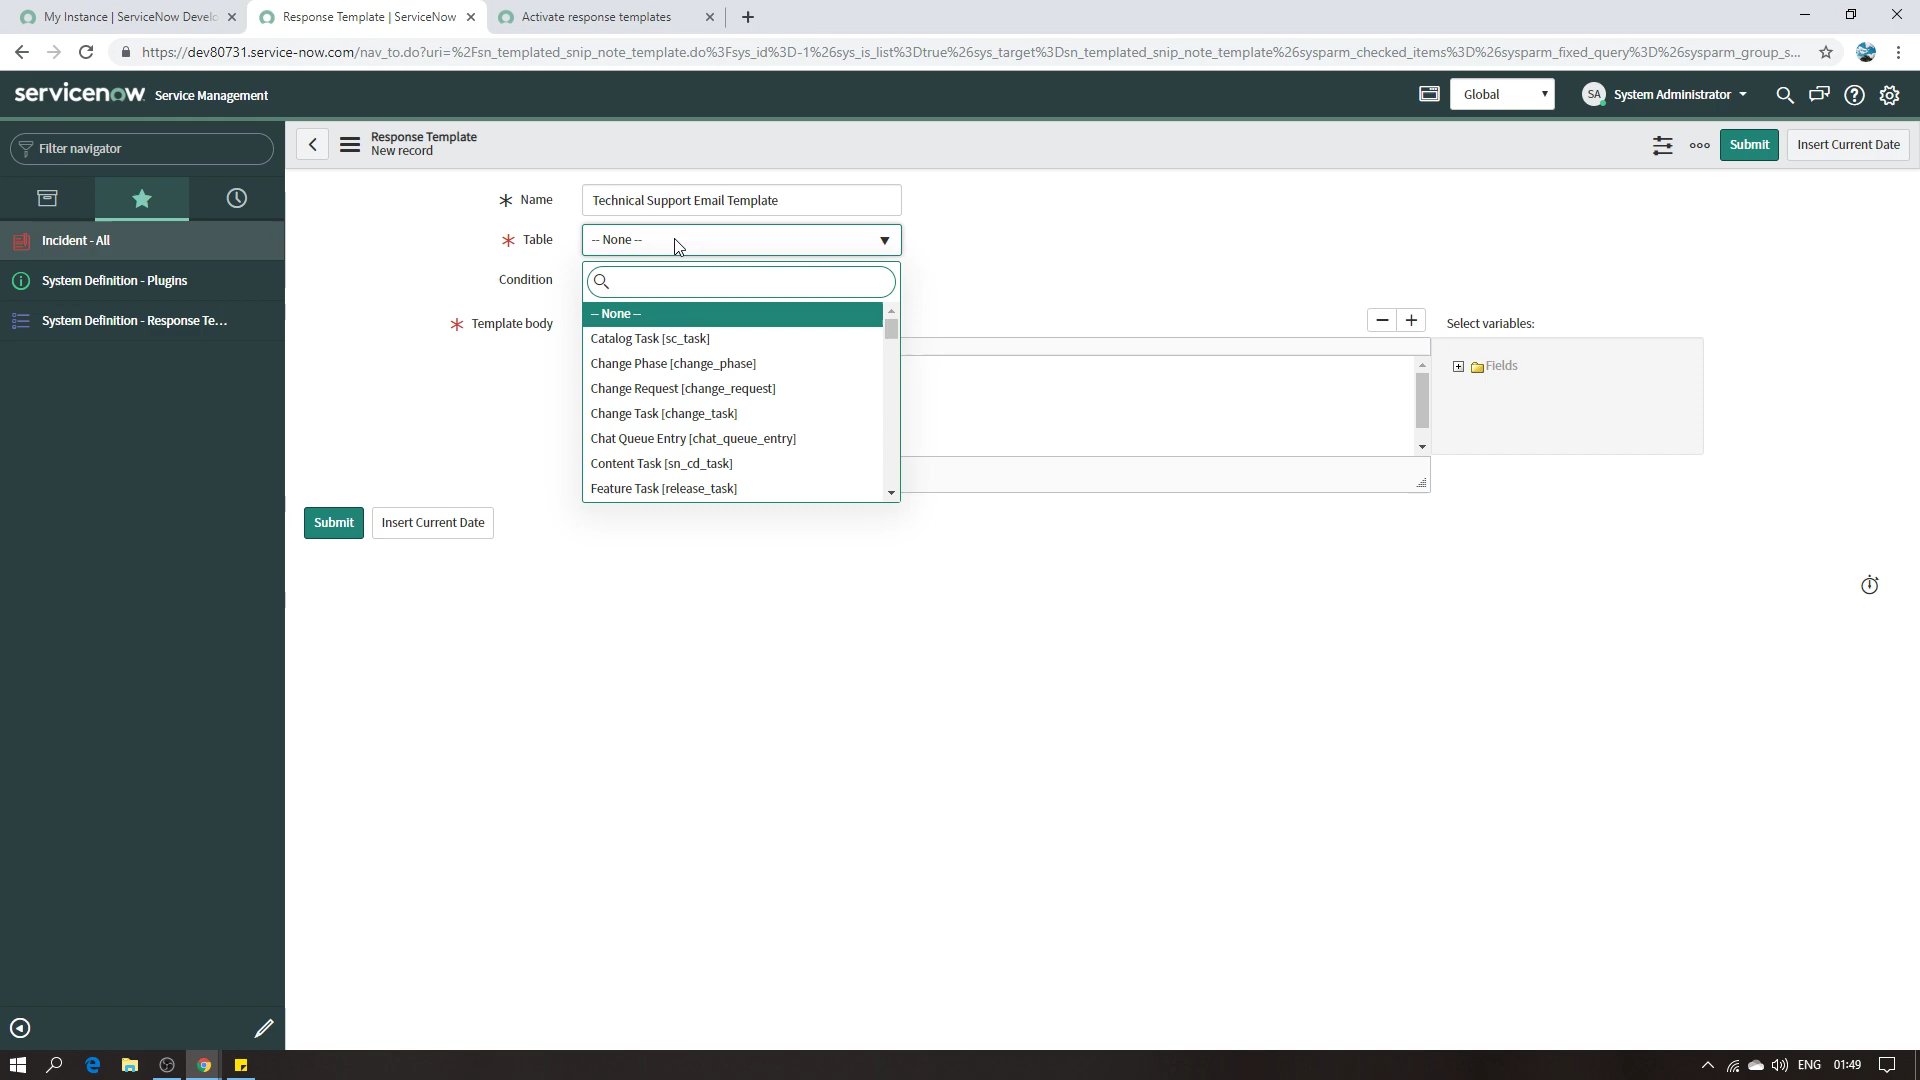 My Instance | ServiceNow Develo
Response Template | ServiceNow
Activate response templates
https://dev80731.service-now.com/nav_to.do?uri=%2Fsn_templated_snip_note_template.do%3Fsys_id%3D-1%26sys_is_list%3Dtrue%26sys_target%3Dsn_templated_snip_note_template%26sysparm_checked_items%3D%26sysparm_fixed_query%3D%26sysparm_group_s...
servicenow Service Management
Global
SA System Administrator
Filter navigator
Response Template
New record
Submit
Insert Current Date
Incident - All
System Definition - Plugins
System Definition - Response Te...
Name
Technical Support Email Template
Table
-- None --
Condition
-- None --
Template body
Select variables:
Catalog Task [sc_task]
Change Phase [change_phase]
Fields
Change Request [change_request]
Change Task [change_task]
Chat Queue Entry [chat_queue_entry]
Content Task [sn_cd_task]
Feature Task [release_task]
Submit
Insert Current Date
ENG
01:49